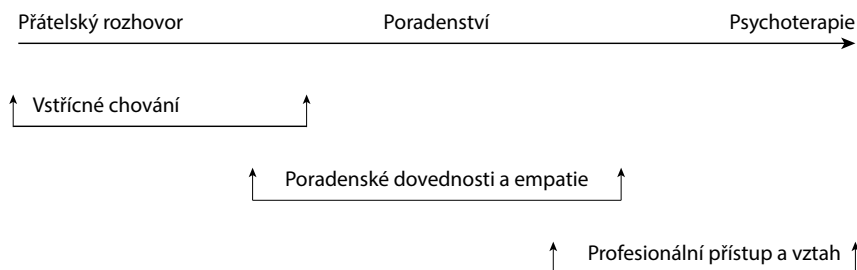 Přátelský rozhovor Poradenství Psychoterapie
Vstřícné chování
Poradenské dovednosti a empatie
Profesionální přístup a vztah